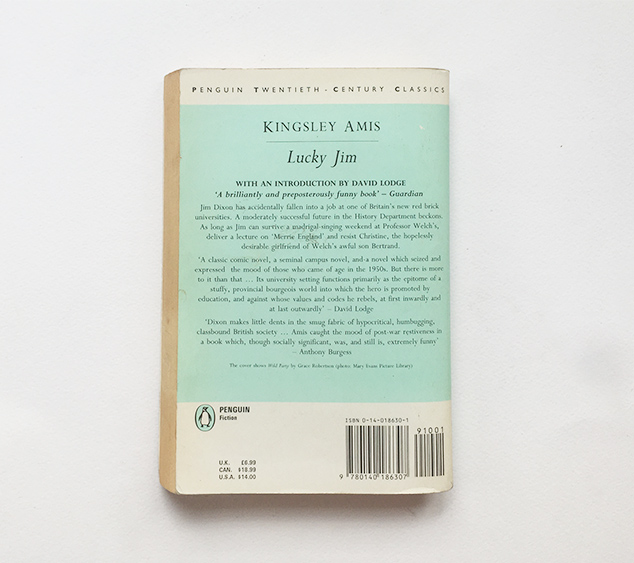 PENGUIN TWENTIETH-CENTURY CLASSICS
KINGSLEY AMIS
Lucky Jim
WITH AN INTRODUCTION BY DAVID LODGE
'A brilliantly and preposterously funny book' – Guardian
Jim Dixon has accidentally fallen into a job at one of Britain's new red brick
universities. A moderately successful future in the History Department beckons.
As long as Jim can survive a madrigal-singing weekend at Professor Welch's,
deliver a lecture on 'Merrie England' and resist Christine, the hopelessly
desirable girlfriend of Welch's awful son Bertrand.
'A classic comic novel, a seminal campus novel, and a novel which seized and
expressed the mood of those who came of age in the 1950s. But there is more
to it than that ... Its university setting functions primarily as the epitome of a
stuffy, provincial bourgeois world into which the hero is promoted by
education, and against whose values and codes he rebels, at first inwardly and
at last outwardly' – David Lodge
'Dixon makes little dents in the smug fabric of hypocritical, humbugging,
classbound British society ... Amis caught the mood of post-war restiveness in
a book which, though socially significant, was, and still is, extremely funny'
– Anthony Burgess
The cover shows Wild Party by Grace Robertson (photo: Mary Evans Picture Library)
PENGUIN
Fiction
U.K. £6.99
CAN. $18.99
U.S.A. $14.00
ISBN 0-14-018630-1
91001
9 780140 186307